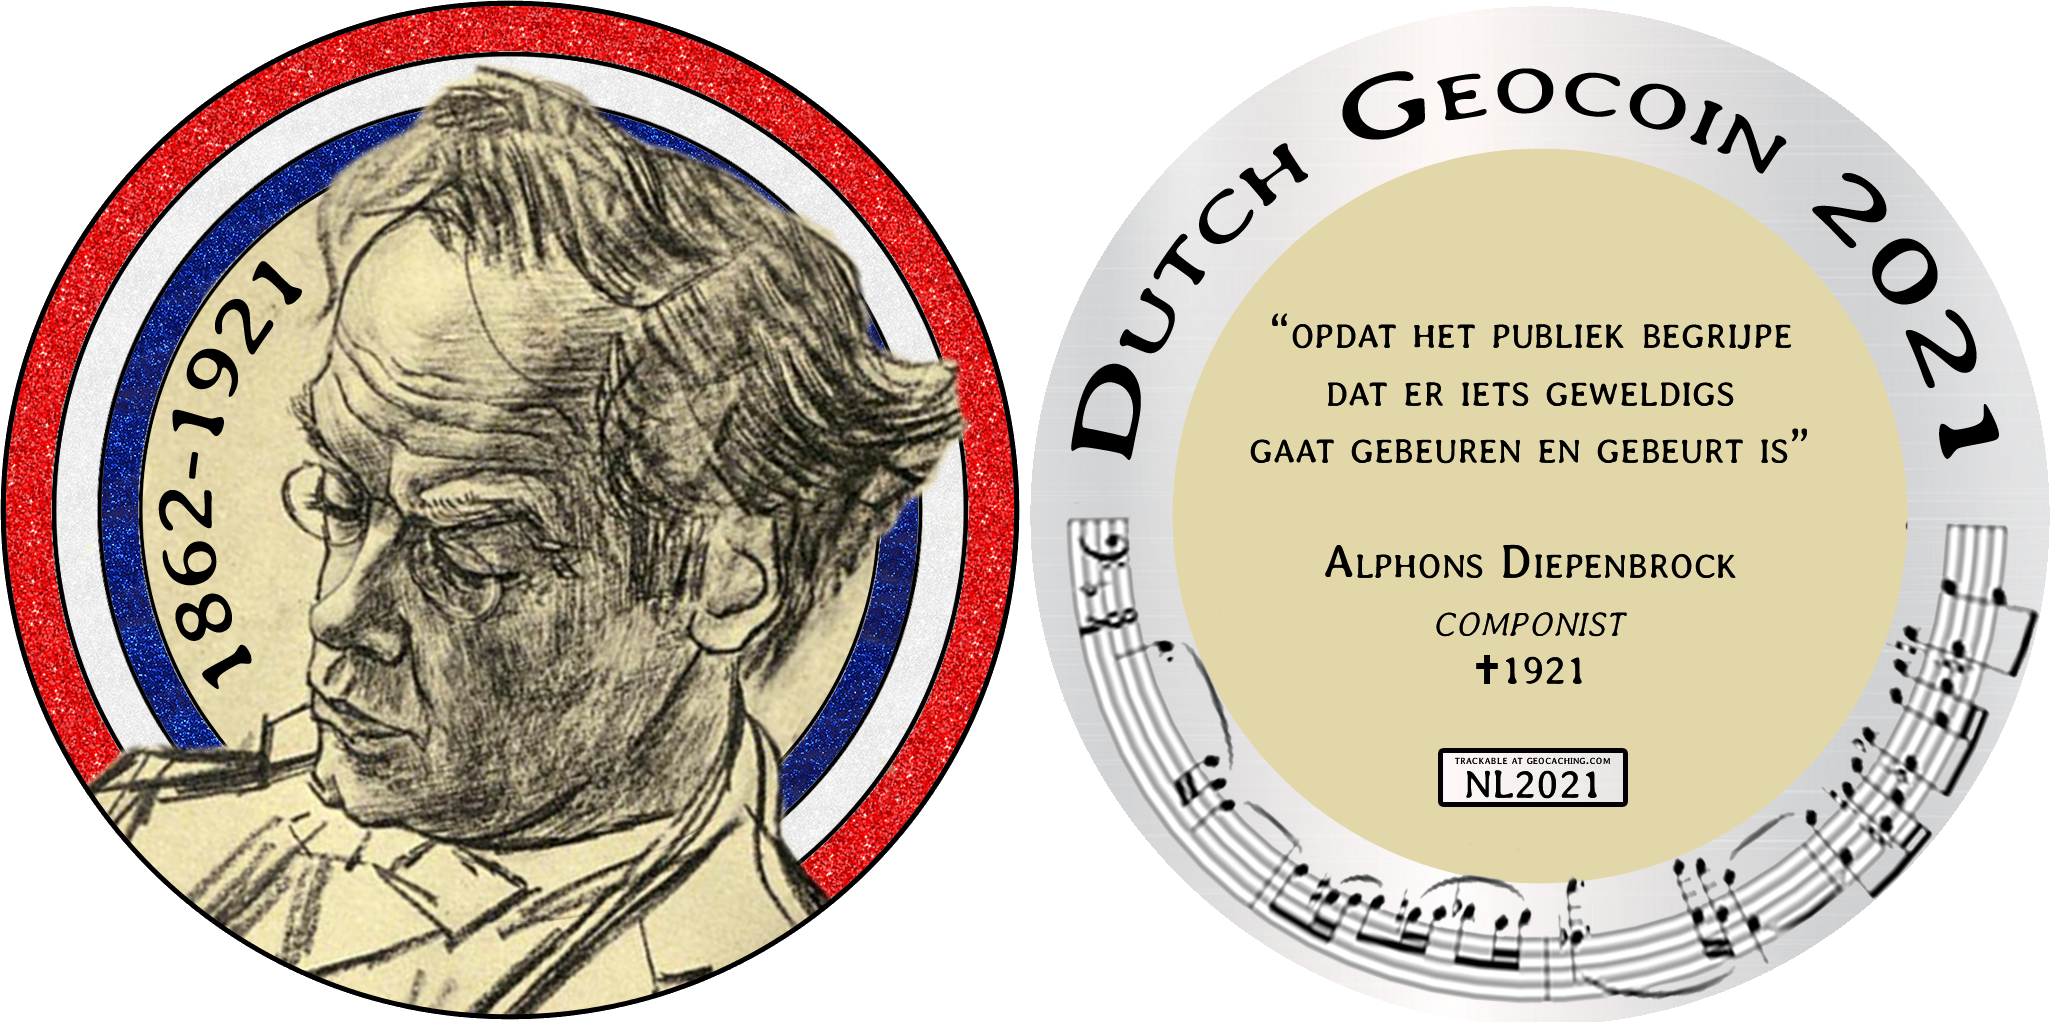 1862-1921
Dutch Geocoin 2021
“opdat het publiek begrijpe
dat er iets geweldigs
gaat gebeuren en gebeurt is”
Alphons Diepenbrock
componist
✝1921
TRACKABLE AT GEOCACHING.COM
NL2021